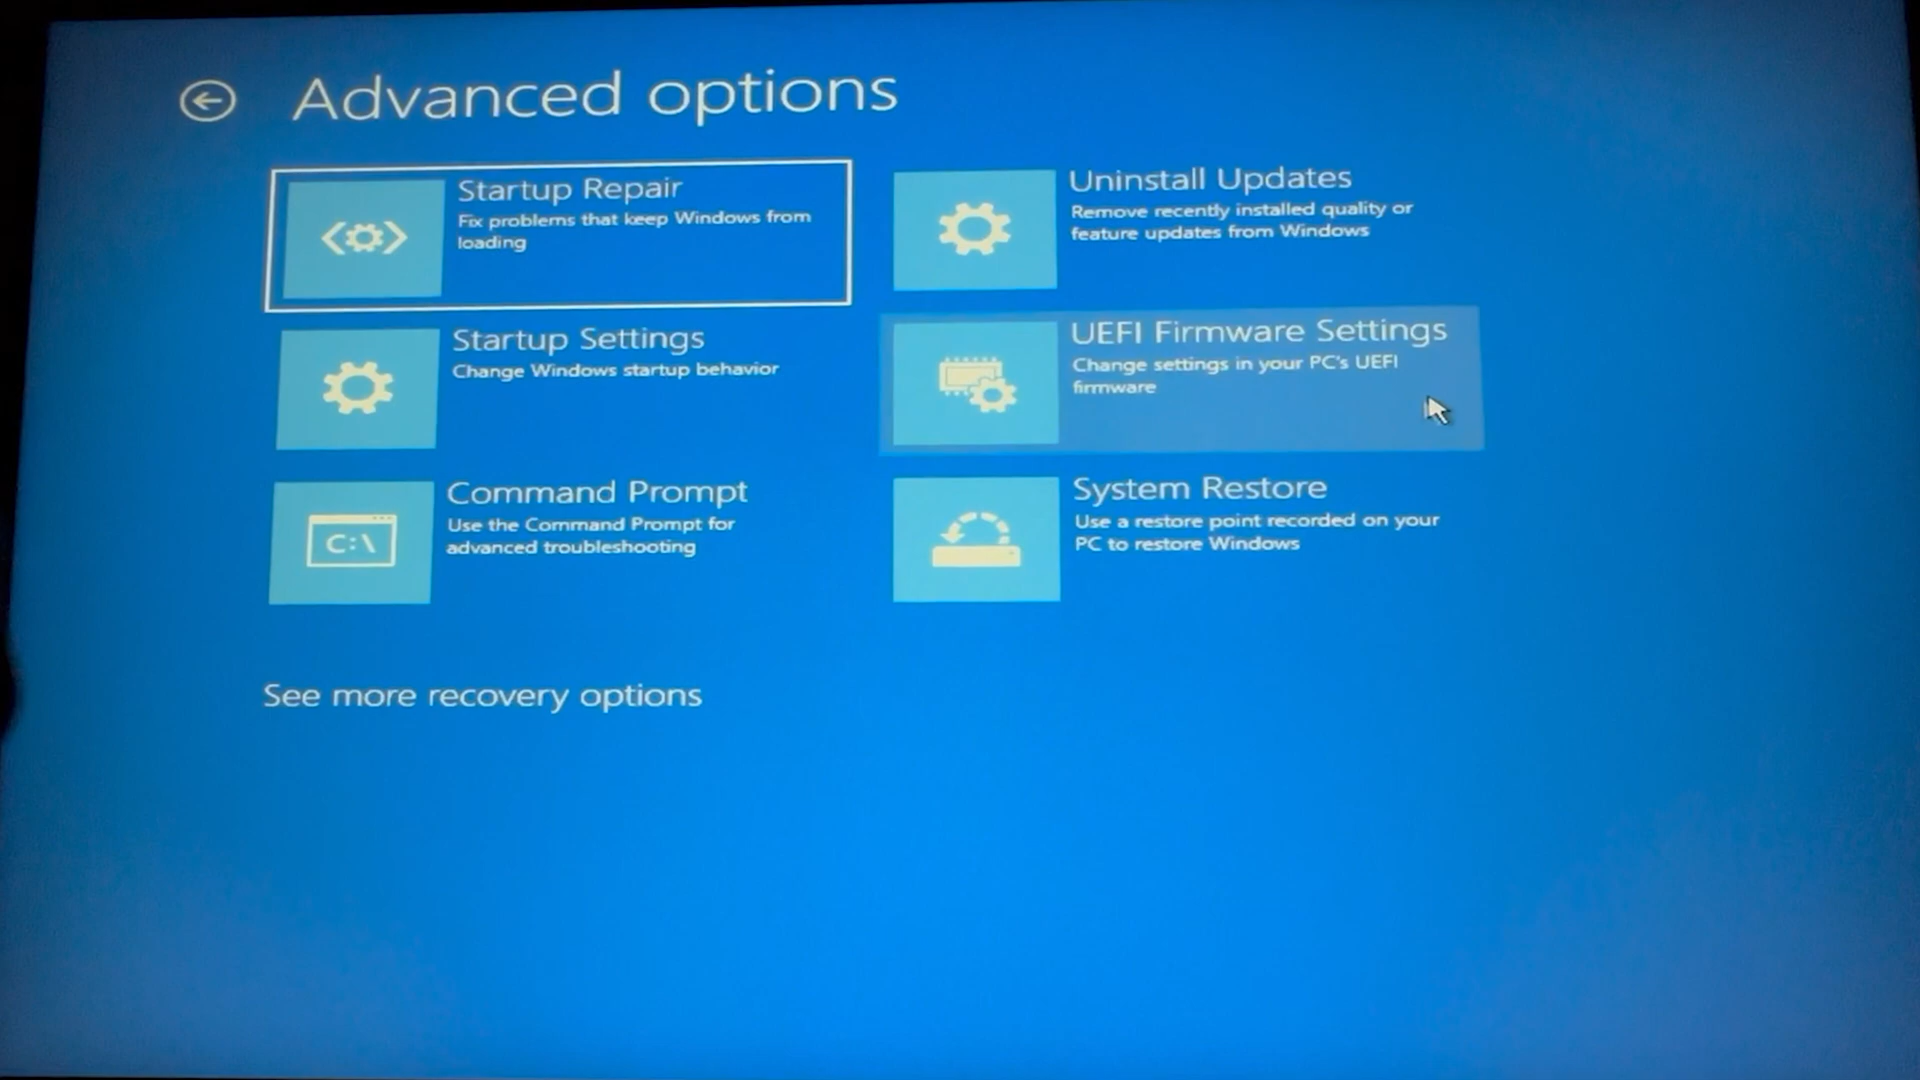 Advanced options
Startup Repair
Fix problems that keep Windows from
loading
Uninstall Updates
Remove recently installed quality or
feature updates from Windows
Startup Settings
Change Windows startup behavior
UEFI Firmware Settings
Change settings in your PC's UEFI
firmware
Command Prompt
Use the Command Prompt for
advanced troubleshooting
C:\
System Restore
Use a restore point recorded on your
PC to restore Windows
See more recovery options